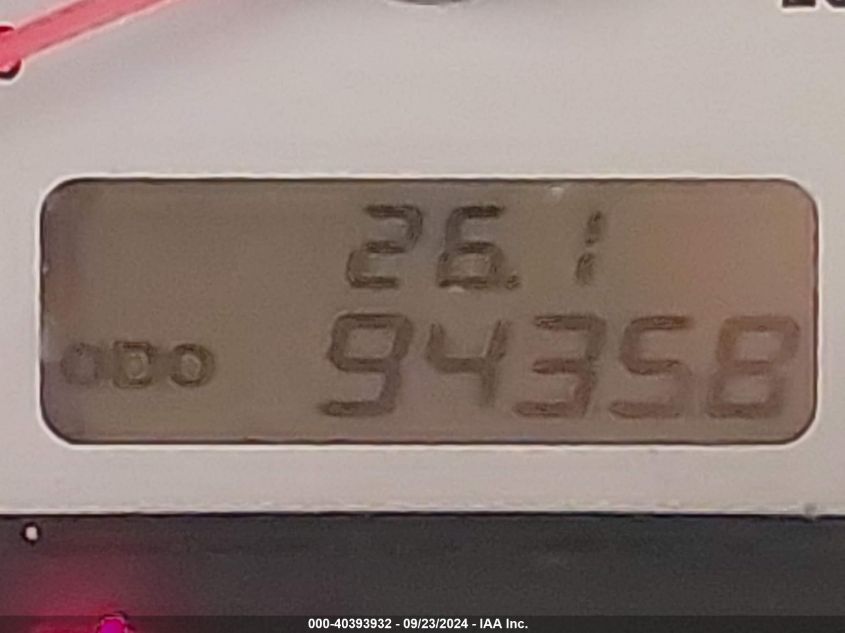 26.1
ODO 94358
000-40393932 - 09/23/2024 - IAA Inc.